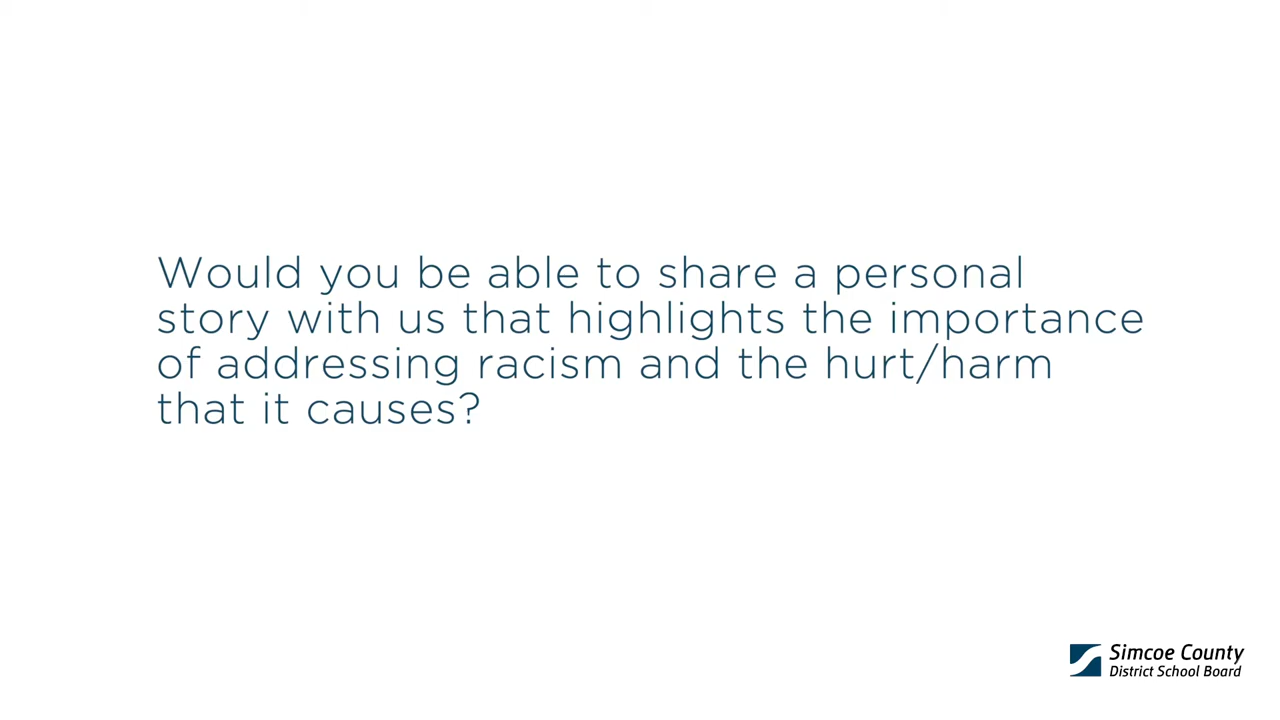 Would you be able to share a personal
story with us that highlights the importance
of addressing racism and the hurt/harm
that it causes?
Simcoe County
District School Board